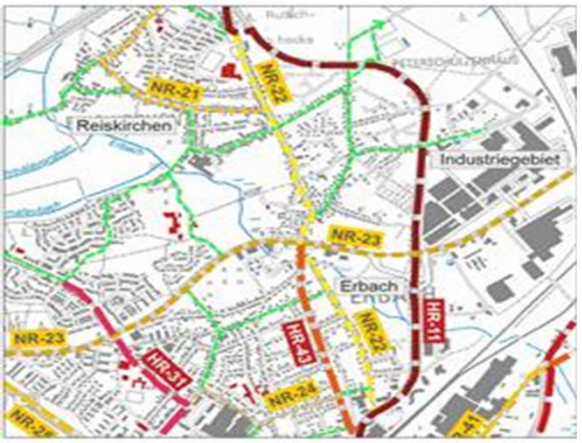 NR-21
NR-22
PETERSCHULZENHAUS
Reiskirchen
Industriegebiet
NR-23
Erbach
HR-11
NR-22
HR-43
NR-23
HR-31
NR-24